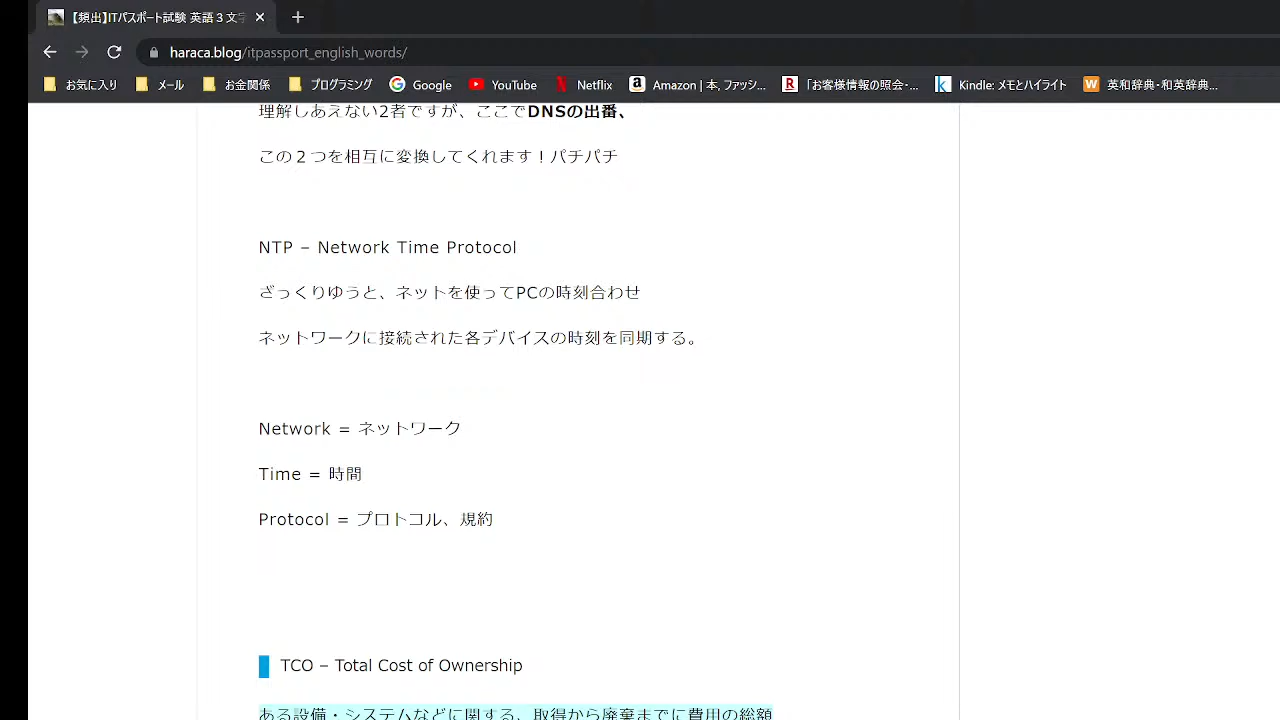 【頻出】ITパスポート試験 英語３文字
haraca.blog/itpassport_english_words/
お気に入り メール お金関係 プログラミング Google YouTube Netflix Amazon | 本, ファッシ... 「お客様情報の照会・... Kindle: メモとハイライト 英和辞典・和英辞典...
理解しあえない2者ですが、ここでDNSの出番、
この２つを相互に変換してくれます！パチパチ
NTP – Network Time Protocol
ざっくりゆうと、ネットを使ってPCの時刻合わせ
ネットワークに接続された各デバイスの時刻を同期する。
Network = ネットワーク
Time = 時間
Protocol = プロトコル、規約
TCO – Total Cost of Ownership
ある設備・システムなどに関する、取得から廃棄までに費用の総額